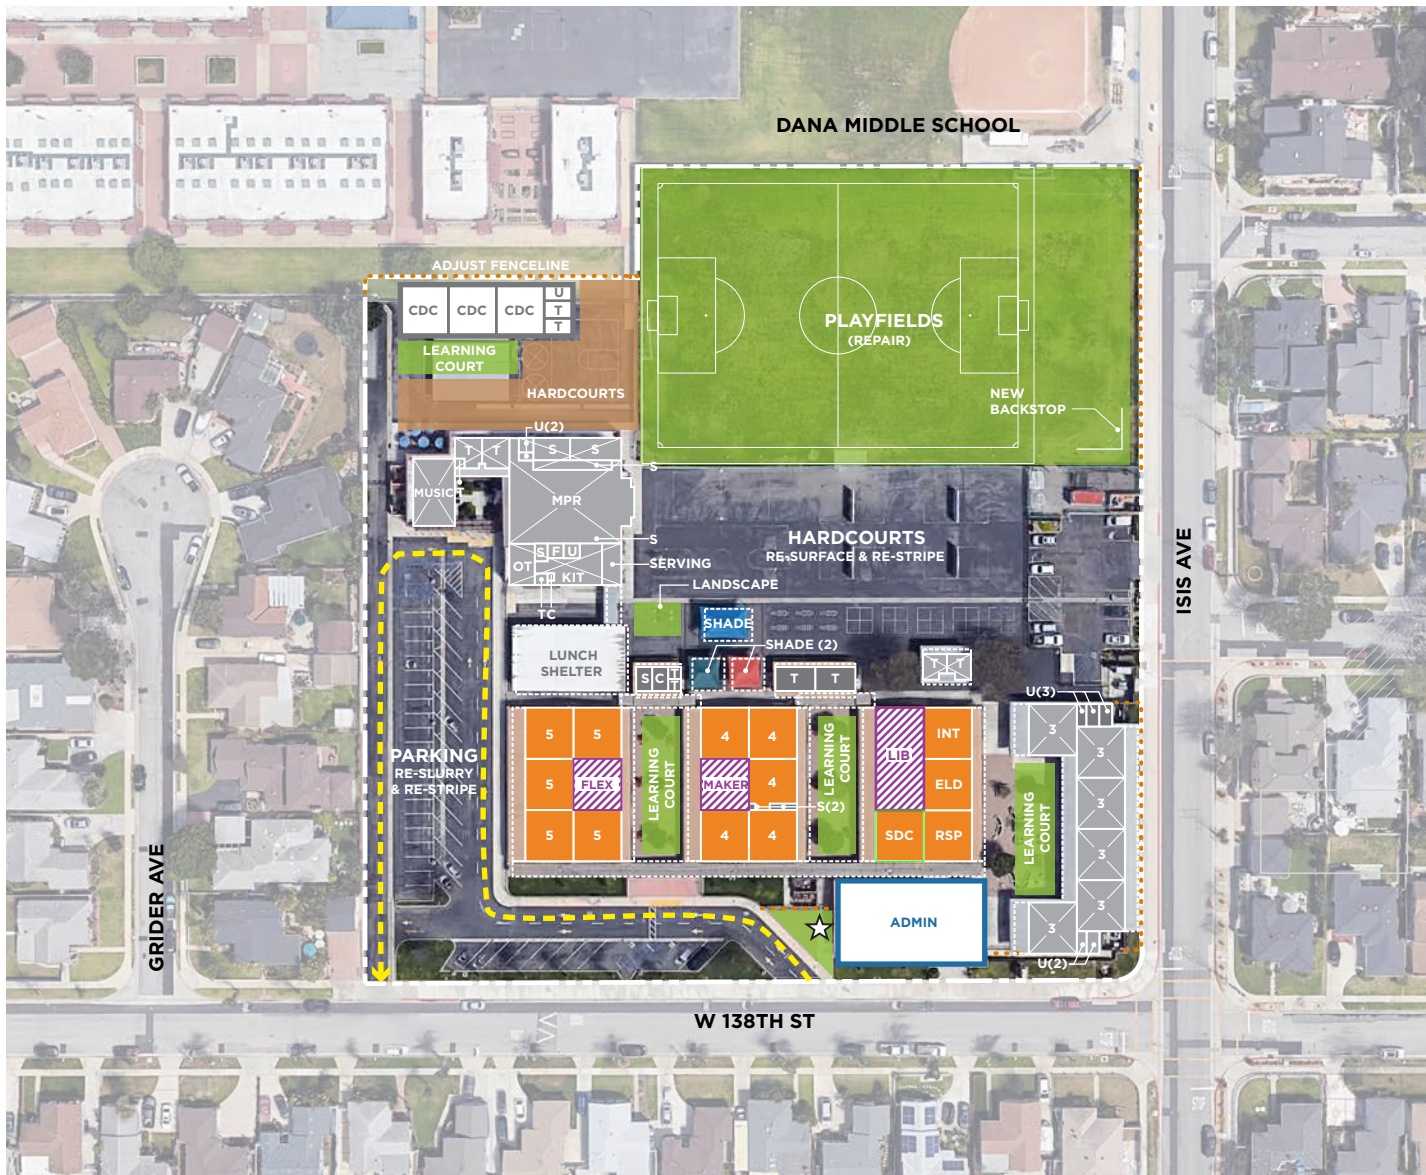 DANA MIDDLE SCHOOL
ADJUST FENCELINE
CDC
CDC
CDC
U
T
T
LEARNING
COURT
HARDCOURTS
PLAYFIELDS
(REPAIR)
NEW
BACKSTOP
U(2)
T
T
S
S
S
MUSIC
T
MPR
S
HARDCOURTS
RE-SURFACE & RE-STRIPE
S
F
U
OT
KIT
SERVING
TC
LANDSCAPE
ISIS AVE
SHADE
SHADE (2)
LUNCH
SHELTER
S
C
T
T
T
T
T
T
U(3)
PARKING
RE-SLURRY
& RE-STRIPE
5
5
5
FLEX
5
5
LEARNING
COURT
4
4
MAKER
4
4
4
S(2)
LEARNING
COURT
LIB
INT
ELD
SDC
RSP
LEARNING
COURT
3
3
3
3
3
3
U(2)
ADMIN
GRIDER AVE
W 138TH ST